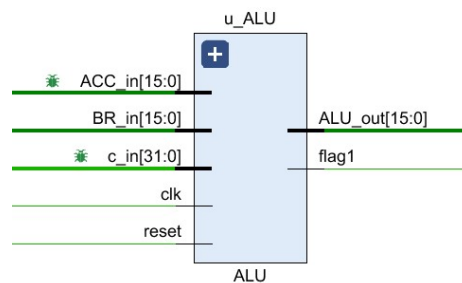 u_ALU
ACC_in[15:0]
BR_in[15:0]
ALU_out[15:0]
c_in[31:0]
flag1
clk
reset
ALU